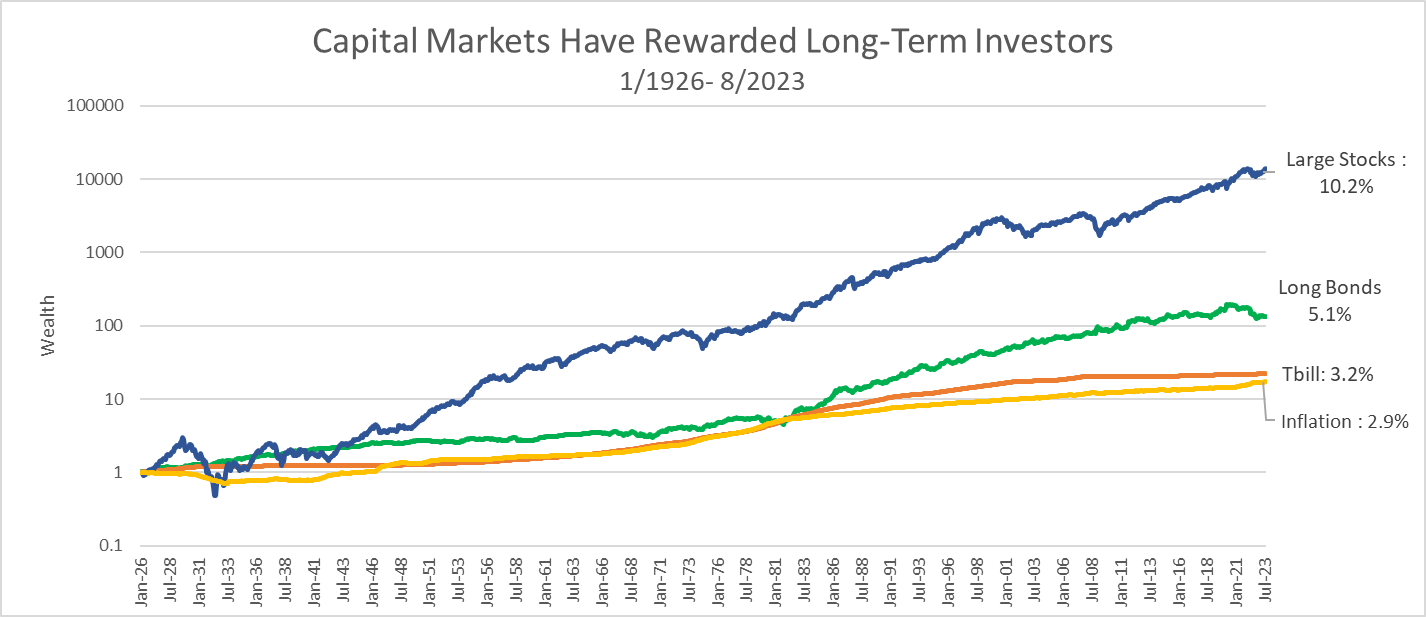 Capital Markets Have Rewarded Long-Term Investors
1/1926- 8/2023
100000
10000
1000
100
10
1
0.1
Wealth
Large Stocks :
10.2%
Long Bonds
5.1%
Tbill: 3.2%
Inflation : 2.9%
Jan-26
Jul-28
Jan-31
Jul-33
Jan-36
Jul-38
Jan-41
Jul-43
Jan-46
Jul-48
Jan-51
Jul-53
Jan-56
Jul-58
Jan-61
Jul-63
Jan-66
Jul-68
Jan-71
Jul-73
Jan-76
Jul-78
Jan-81
Jul-83
Jan-86
Jul-88
Jan-91
Jul-93
Jan-96
Jul-98
Jan-01
Jul-03
Jan-06
Jul-08
Jan-11
Jul-13
Jan-16
Jul-18
Jan-21
Jul-23